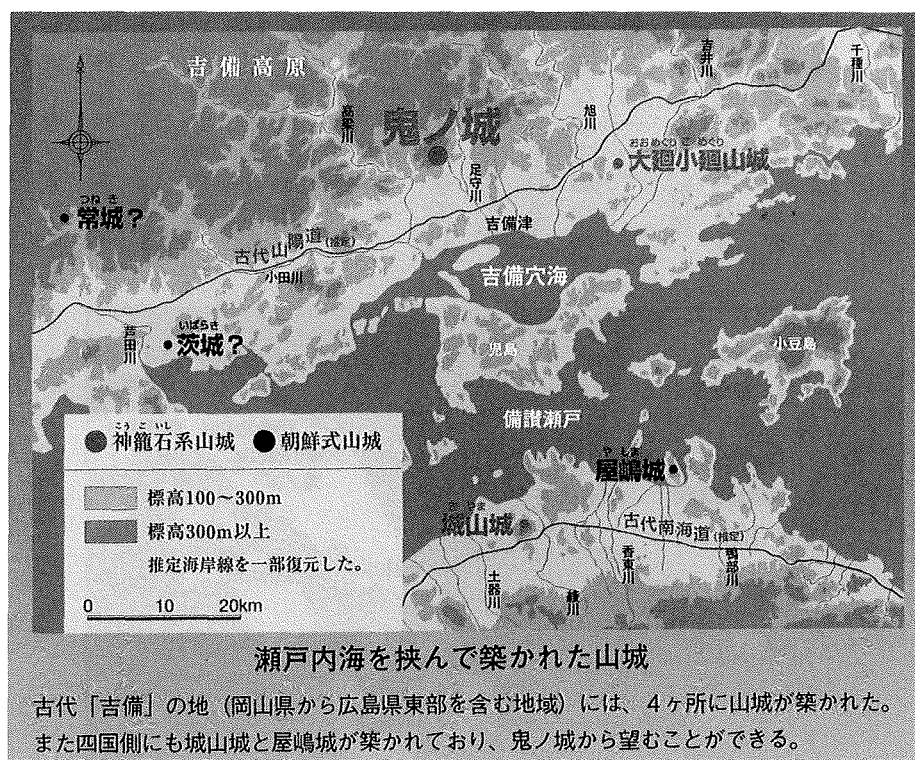 吉備高原
高梁川
鬼ノ城
足守川
旭川
吉井川
千種川
おおめぐり こ めぐり
大廻小廻山城
つね き
常城?
古代山陽道(推定)
小田川
吉備津
吉備穴海
芦田川
いばらき
茨城?
児島
小豆島
備讃瀬戸
こう ご いし
神籠石系山城
朝鮮式山城
標高100~300m
標高300m以上
推定海岸線を一部復元した。
0 10 20km
や しま
屋嶋城
き やま
城山城
古代南海道(推定)
土器川
綾川
香東川
鴨部川
瀬戸内海を挟んで築かれた山城
古代「吉備」の地(岡山県から広島県東部を含む地域)には、4ヶ所に山城が築かれた。
また四国側にも城山城と屋嶋城が築かれており、鬼ノ城から望むことができる。